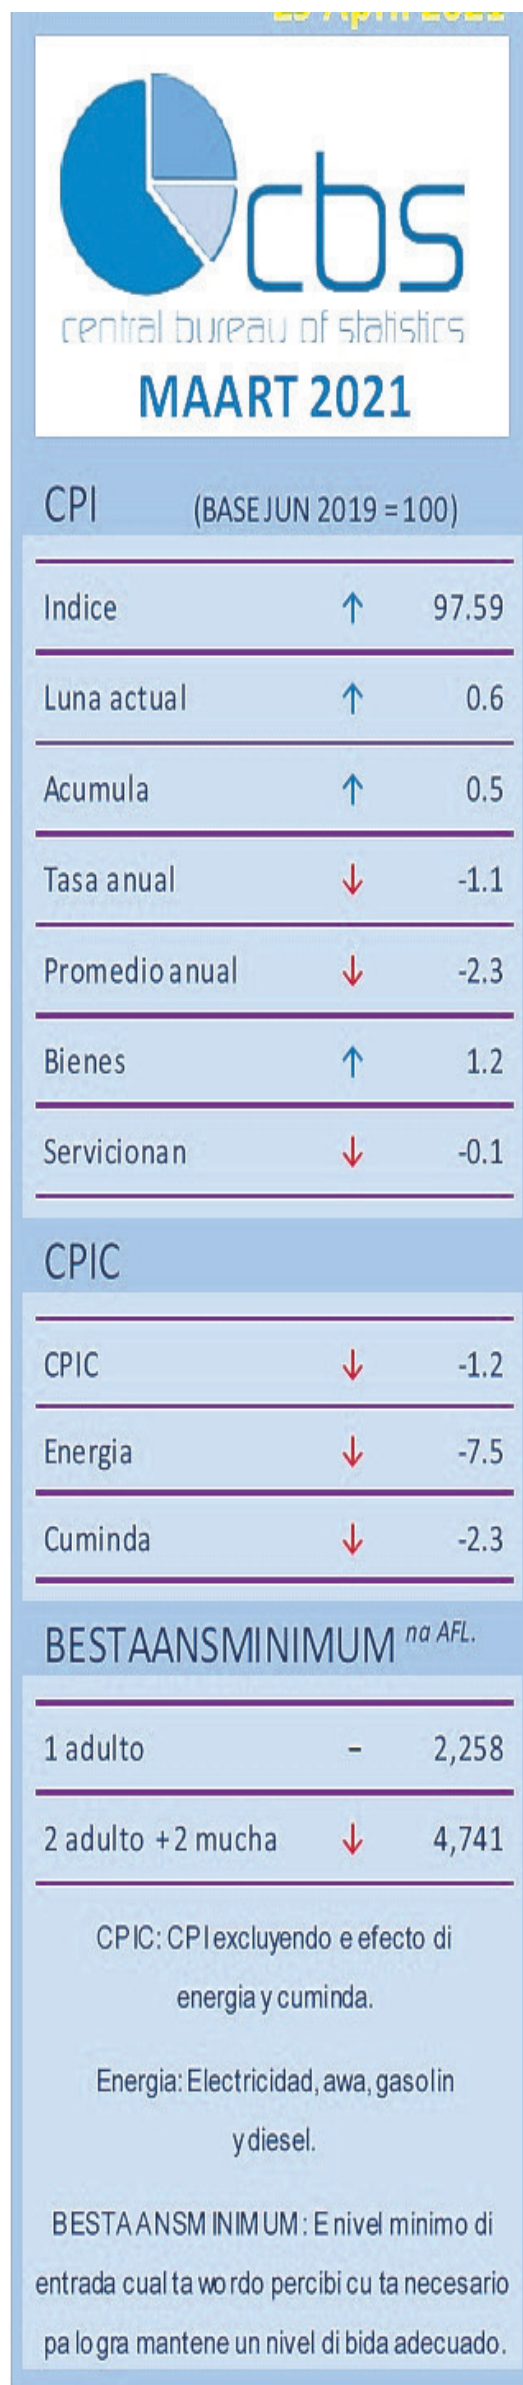 29 April 2021
cbs
central bureau of statistics
MAART 2021
CPI (BASE JUN 2019 = 100)
Indice ↑ 97.59
Luna actual ↑ 0.6
Acumula ↑ 0.5
Tasa anual ↓ -1.1
Promedio anual ↓ -2.3
Bienes ↑ 1.2
Servicionan ↓ -0.1
CPIC
CPIC ↓ -1.2
Energia ↓ -7.5
Cuminda ↓ -2.3
BESTAANSMINIMUM na AFL.
1 adulto – 2,258
2 adulto + 2 mucha ↓ 4,741
CPIC: CPI excluyendo e efecto di
energia y cuminda.
Energia: Electricidad, awa, gasolin
y diesel.
BESTAANSMINIMUM: E nivel minimo di
entrada cual ta wordo percibi cu ta necesario
pa logra mantene un nivel di bida adecuado.